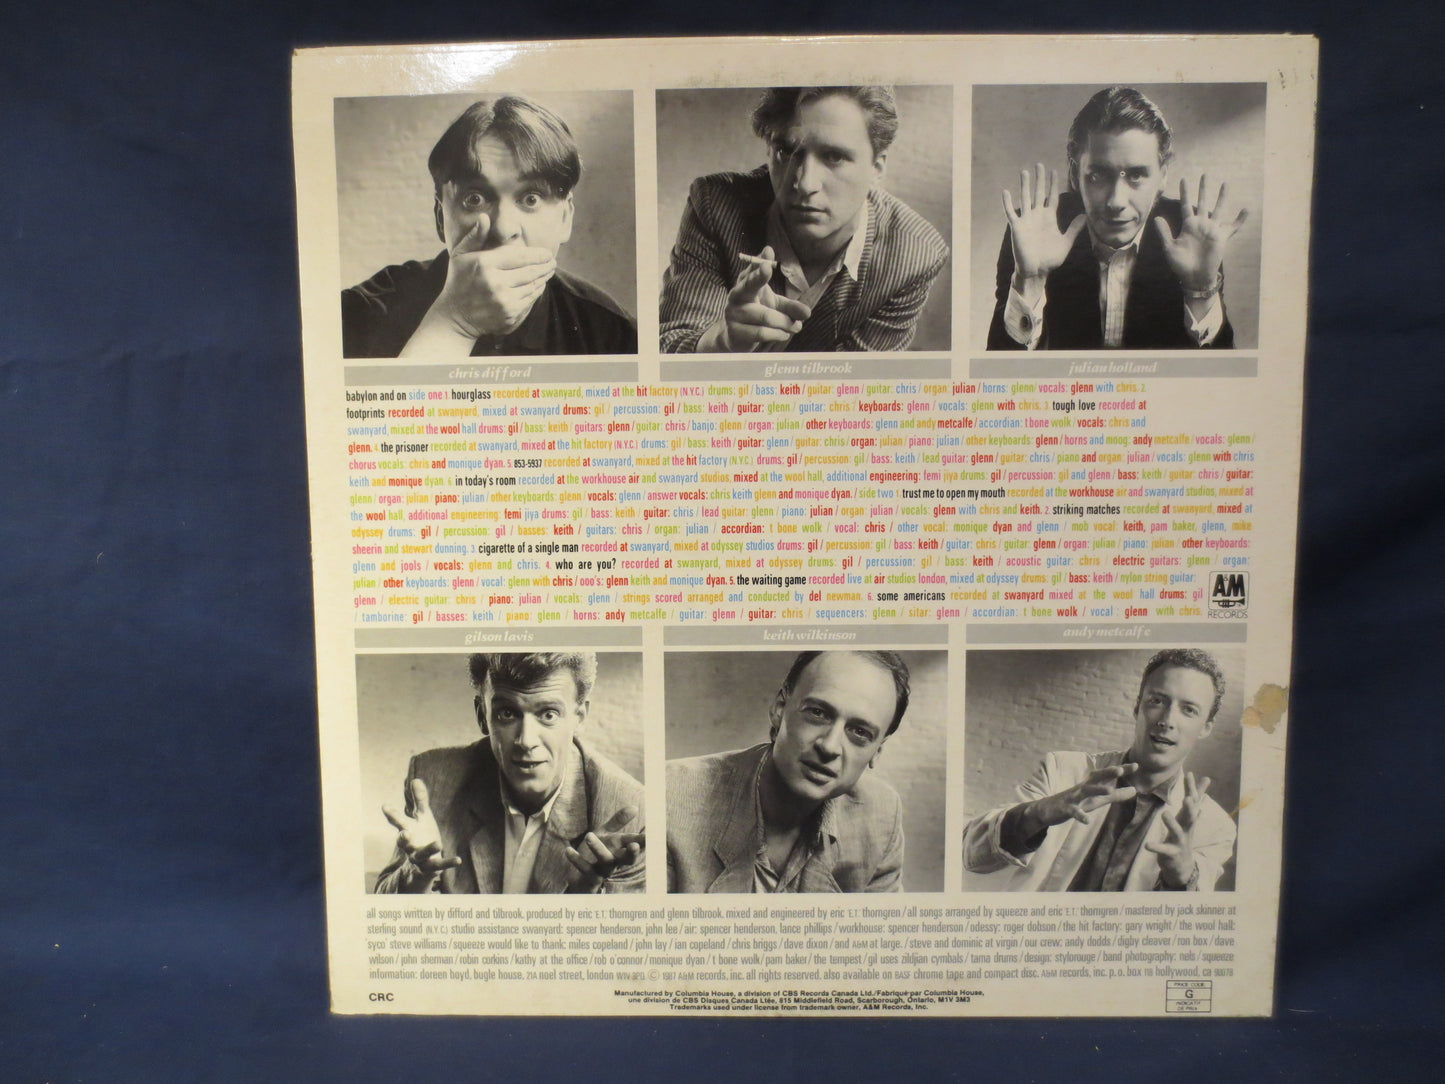 chris difford
glenn tilbrook
julian holland
babylon and on side one 1. hourglass recorded at swanyard, mixed at the hit factory (N.Y.C.) drums: gil / bass: keith / guitar: glenn / guitar: chris / organ: julian / horns: glenn / vocals: glenn with chris. 2.
footprints recorded at swanyard, mixed at swanyard drums: gil / percussion: gil / bass: keith / guitar: glenn / guitar: chris / keyboards: glenn / vocals: glenn with chris. 3. tough love recorded at
swanyard, mixed at the wool hall drums: gil / bass: keith / guitars: glenn / guitar: chris / banjo: glenn / organ: julian / other keyboards: glenn and andy metcalfe / accordian: t bone wolk / vocals: chris and
glenn. 4. the prisoner recorded at swanyard, mixed at the hit factory (N.Y.C.) drums: gil / bass: keith / guitar: glenn / guitar: chris / organ: julian / piano: julian / other keyboards: glenn / horns and moog: andy metcalfe / vocals: glenn /
chorus vocals: chris and monique dyan. 5. 853-5937 recorded at swanyard, mixed at the hit factory (N.Y.C.) drums: gil / percussion: gil / bass: keith / lead guitar: glenn / guitar: chris / piano and organ: julian / vocals: glenn with chris
keith and monique dyan. 6. in today's room recorded at the workhouse air and swanyard studios, mixed at the wool hall, additional engineering: femi jiya drums: gil / percussion: gil and glenn / bass: keith / guitar: chris / guitar:
glenn / organ: julian / piano: julian / other keyboards: glenn / vocals: glenn / answer vocals: chris keith glenn and monique dyan. / side two 1. trust me to open my mouth recorded at the workhouse air and swanyard studios, mixed at
the wool hall, additional engineering: femi jiya drums: gil / bass: keith / guitar: chris / lead guitar: glenn / piano: julian / organ: julian / vocals: glenn with chris and keith. 2. striking matches recorded at swanyard, mixed at
odyssey drums: gil / percussion: gil / basses: keith / guitars: chris / organ: julian / accordian: t bone wolk / vocal: chris / other vocal: monique dyan and glenn / mob vocal: keith, pam baker, glenn, mike
sheerin and stewart dunning. 3. cigarette of a single man recorded at swanyard, mixed at odyssey studios drums: gil / percussion: gil / bass: keith / guitar: chris / guitar: glenn / organ: julian / piano: julian / other keyboards:
glenn and jools / vocals: glenn and chris. 4. who are you? recorded at swanyard, mixed at odyssey drums: gil / percussion: gil / bass: keith / acoustic guitar: chris / electric guitars: glenn / organ:
julian / other keyboards: glenn / vocal: glenn with chris / ooo's: glenn keith and monique dyan. 5. the waiting game recorded live at air studios london, mixed at odyssey drums: gil / bass: keith / nylon string guitar:
glenn / electric guitar: chris / piano: julian / vocals: glenn / strings scored arranged and conducted by del newman. 6. some americans recorded at swanyard mixed at the wool hall drums: gil
/ tamborine: gil / basses: keith / piano: glenn / horns: andy metcalfe / guitar: glenn / guitar: chris / sequencers: glenn / sitar: glenn / accordian: t bone wolk / vocal : glenn with chris.
A&M
RECORDS
gilson lavis
keith wilkinson
andy metcalfe
all songs written by difford and tilbrook. produced by eric 'E.T.' thorngren and glenn tilbrook. mixed and engineered by eric 'E.T.' thorngren / all songs arranged by squeeze and eric 'E.T.' thorngren / mastered by jack skinner at
sterling sound (N.Y.C.) studio assistance swanyard: spencer henderson, john lee / air: spencer henderson, lance phillips / workhouse: spencer henderson / odessy: roger dobson / the hit factory: gary wright / the wool hall:
'syco' steve williams / squeeze would like to thank: miles copeland / john lay / ian copeland / chris briggs / dave dixon / and A&M at large. / steve and dominic at virgin / our crew: andy dodds / digby cleaver / ron box / dave
wilson / john sherman / robin corkins / kathy at the office / rob o'connor / monique dyan / t bone wolk / pam baker / the tempest / gil uses zildjian cymbals / tama drums / design: stylorouge / band photography: nels / squeeze
information: doreen boyd, bugle house, 21A noel street, london W1V 3PD. © 1987 A&M records, inc. all rights reserved. also available on BASF chrome tape and compact disc. A&M records, inc. p. o. box 118 hollywood, ca 90078
CRC
Manufactured by Columbia House, a division of CBS Records Canada Ltd./Fabriqué par Columbia House,
une division de CBS Disques Canada Ltée, 815 Middlefield Road, Scarborough, Ontario, M1V 3M3
Trademarks used under license from trademark owner, A&M Records, Inc.
PRICE CODE
G
INDICATIF
DE PRIX